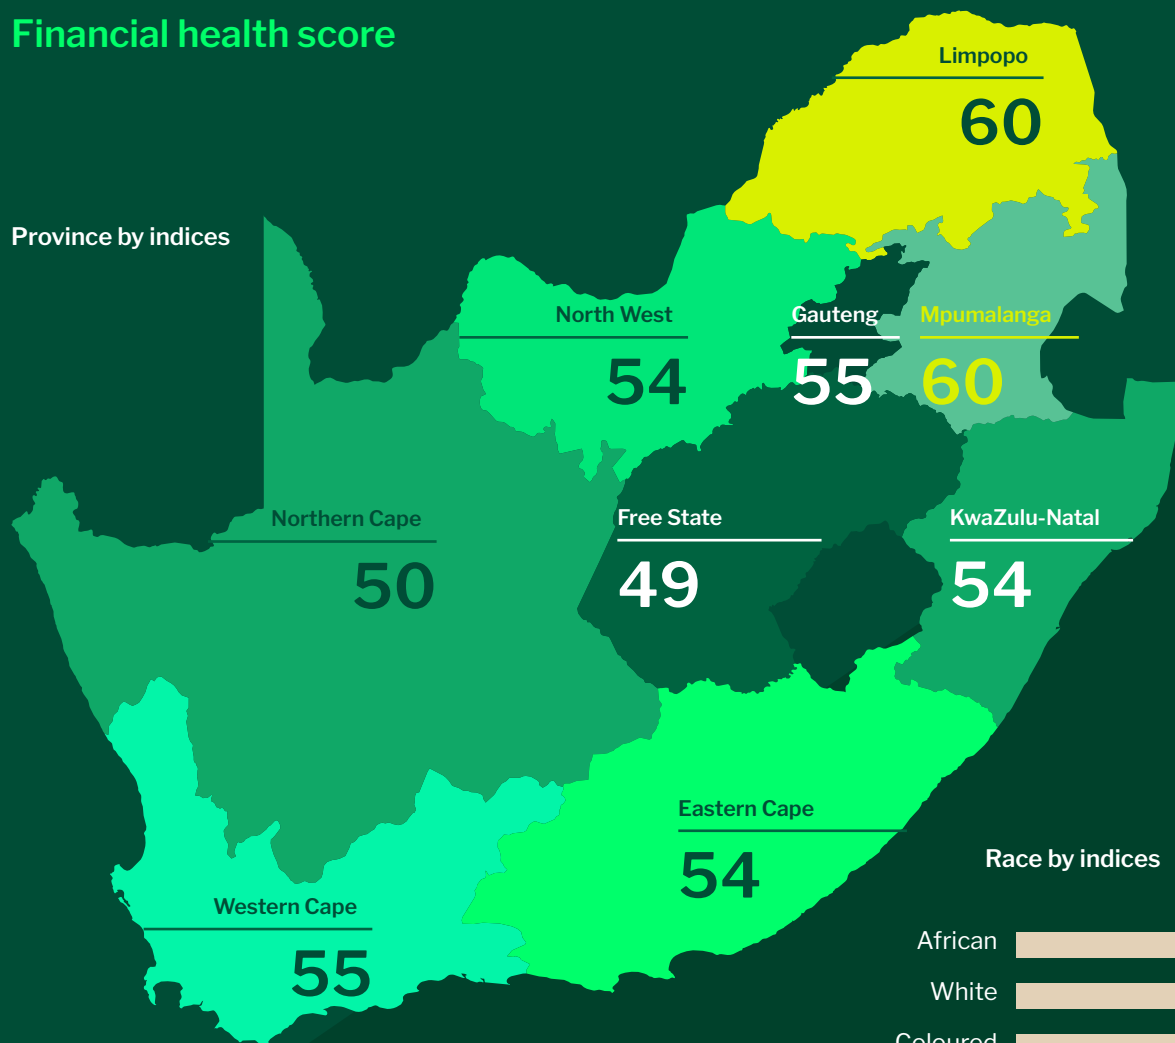 Financial health score
Limpopo
60
Province by indices
North West
54
Gauteng
55
Mpumalanga
60
Northern Cape
50
Free State
49
KwaZulu-Natal
54
Eastern Cape
54
Western Cape
55
Race by indices
African
White
Coloured